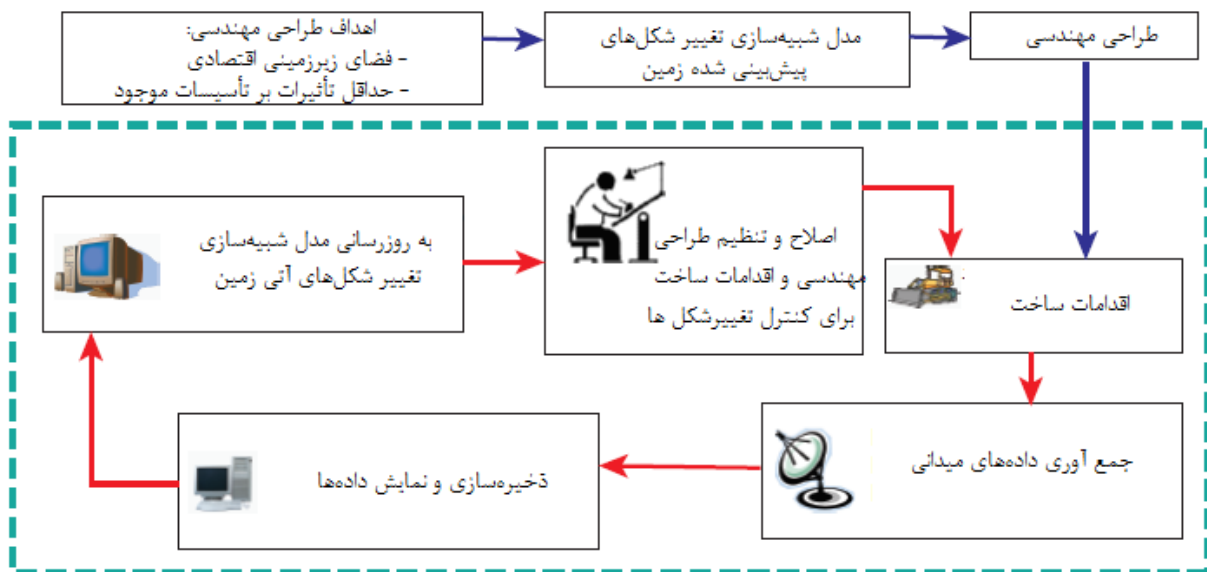 اهداف طراحی مهندسی:
- فضای زیرزمینی اقتصادی
- حداقل تأثیرات بر تأسیسات موجود
مدل شبیه‌سازی تغییر شکل‌های
پیش‌بینی شده زمین
طراحی مهندسی
به روزرسانی مدل شبیه‌سازی
تغییر شکل‌های آتی زمین
اصلاح و تنظیم طراحی
مهندسی و اقدامات ساخت
برای کنترل تغییرشکل ها
اقدامات ساخت
جمع آوری داده‌های میدانی
ذخیره‌سازی و نمایش داده‌ها